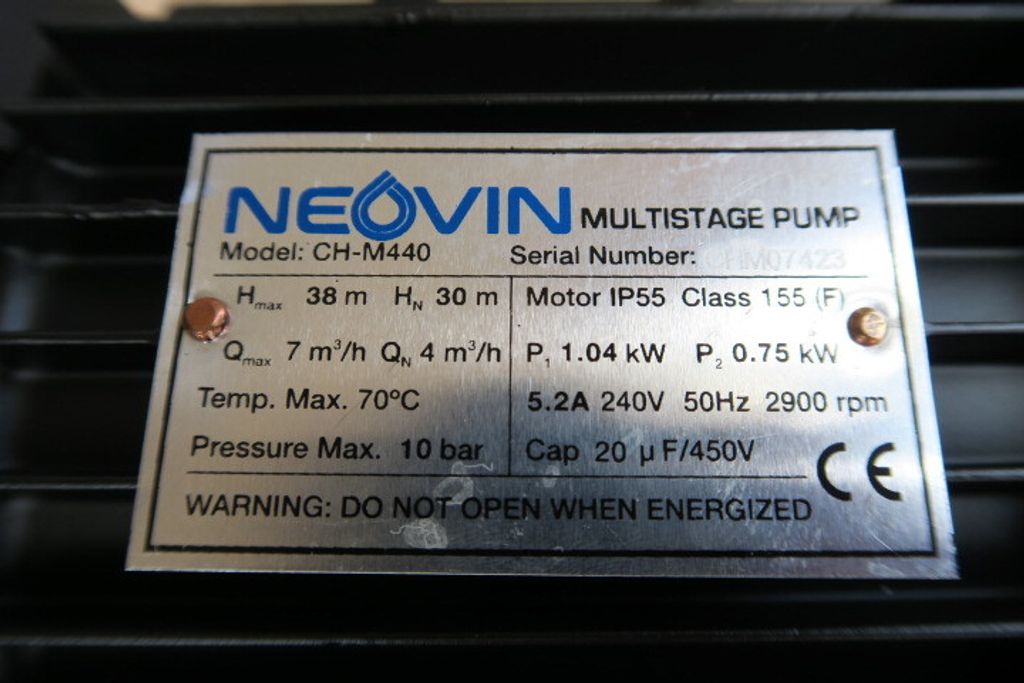 NEOVIN MULTISTAGE PUMP
Model: CH-M440 Serial Number: CHM07423
Hmax 38 m HN 30 m Motor IP55 Class 155 (F)
Qmax 7 m³/h QN 4 m³/h P1 1.04 kW P2 0.75 kW
Temp. Max. 70ºC 5.2A 240V 50Hz 2900 rpm
Pressure Max. 10 bar Cap 20 µF/450V CE
WARNING: DO NOT OPEN WHEN ENERGIZED